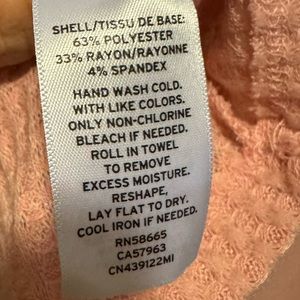 SHELL/TISSU DE BASE:
63% POLYESTER
33% RAYON/RAYONNE
4% SPANDEX
HAND WASH COLD.
WITH LIKE COLORS.
ONLY NON-CHLORINE
BLEACH IF NEEDED.
ROLL IN TOWEL
TO REMOVE
EXCESS MOISTURE.
RESHAPE,
LAY FLAT TO DRY.
COOL IRON IF NEEDED.
RN58665
CA57963
CN439122MI